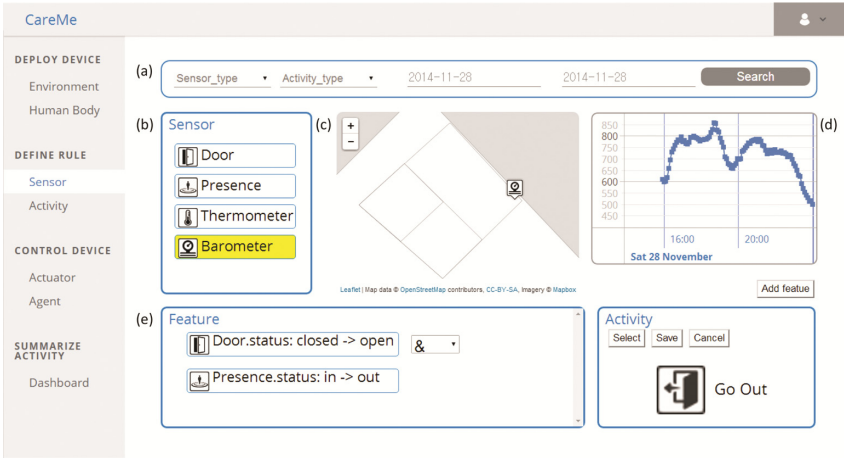 CareMe
DEPLOY DEVICE
Environment
Human Body
DEFINE RULE
Sensor
Activity
CONTROL DEVICE
Actuator
Agent
SUMMARIZE
ACTIVITY
Dashboard
(a)
Sensor_type Activity_type 2014-11-28 2014-11-28 Search
(b)
Sensor
Door
Presence
Thermometer
Barometer
(c)
+
−
Leaflet | Map data © OpenStreetMap contributors, CC-BY-SA, Imagery © Mapbox
(d)
850
800
750
700
650
600
550
500
450
16:00 20:00
Sat 28 November
Add featue
(e)
Feature
Door.status: closed -> open &
Presence.status: in -> out
Activity
Select Save Cancel
Go Out